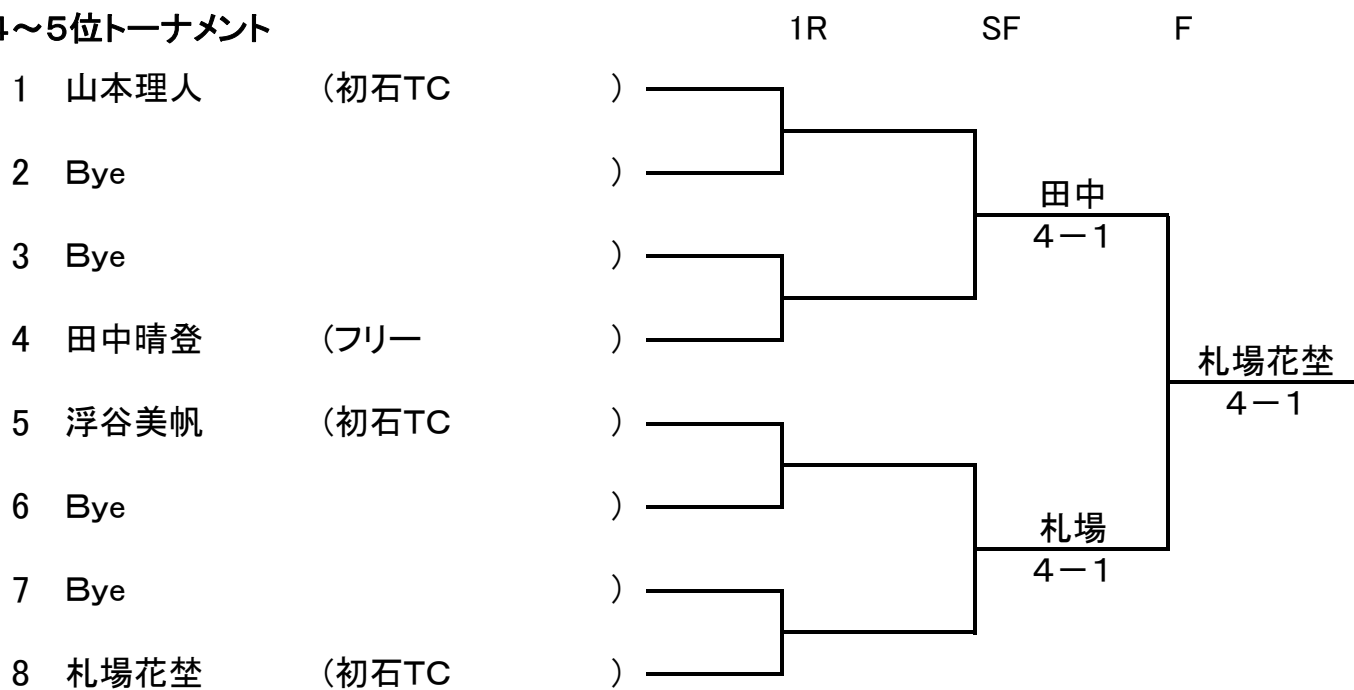 4～5位トーナメント 1R SF F
1 山本理人 (初石TC )
2 Bye )
田中
4－1
3 Bye )
4 田中晴登 (フリー )
札場花埜
4－1
5 浮谷美帆 (初石TC )
6 Bye )
札場
4－1
7 Bye )
8 札場花埜 (初石TC )